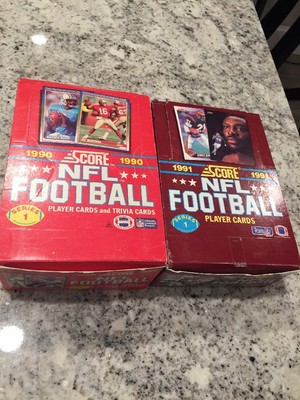 1990
SCORE
1990
NFL
FOOTBALL
PLAYER CARDS and TRIVIA CARDS
SERIES
1
16
1991
SCORE
1991
NFL
FOOTBALL
PLAYER CARDS
SERIES
1